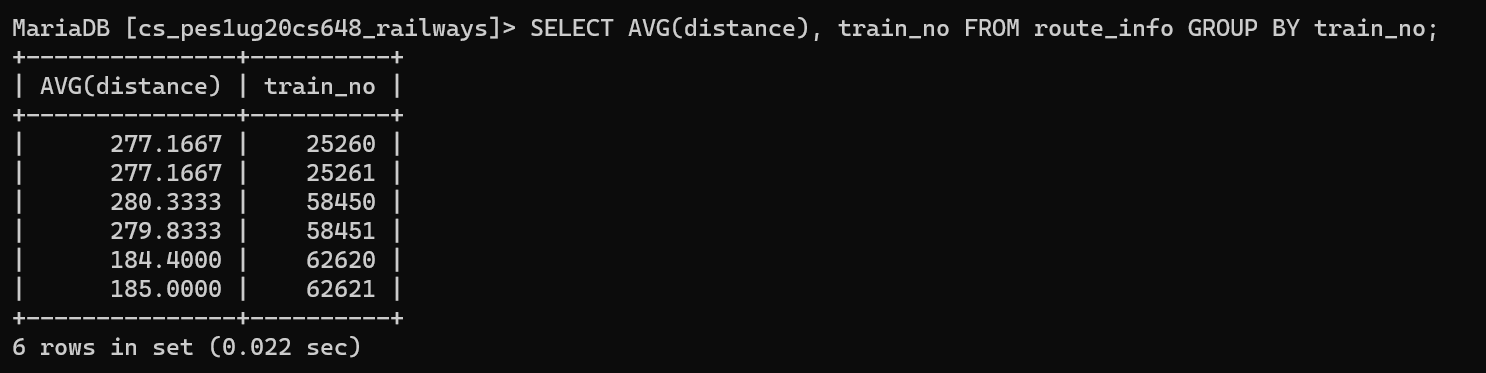 MariaDB [cs_pes1ug20cs648_railways]> SELECT AVG(distance), train_no FROM route_info GROUP BY train_no;
+---------------+----------+
| AVG(distance) | train_no |
+---------------+----------+
|      277.1667 |    25260 |
|      277.1667 |    25261 |
|      280.3333 |    58450 |
|      279.8333 |    58451 |
|      184.4000 |    62620 |
|      185.0000 |    62621 |
+---------------+----------+
6 rows in set (0.022 sec)